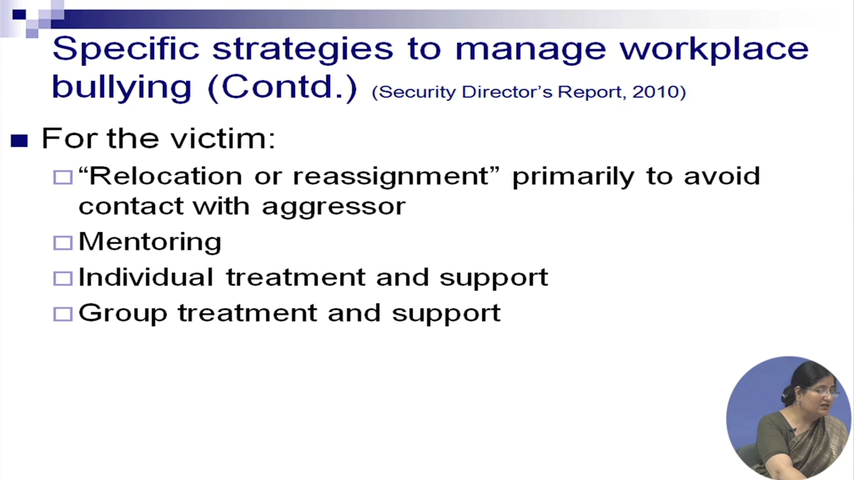 Specific strategies to manage workplace
bullying (Contd.) (Security Director's Report, 2010)
For the victim:
“Relocation or reassignment” primarily to avoid
contact with aggressor
Mentoring
Individual treatment and support
Group treatment and support